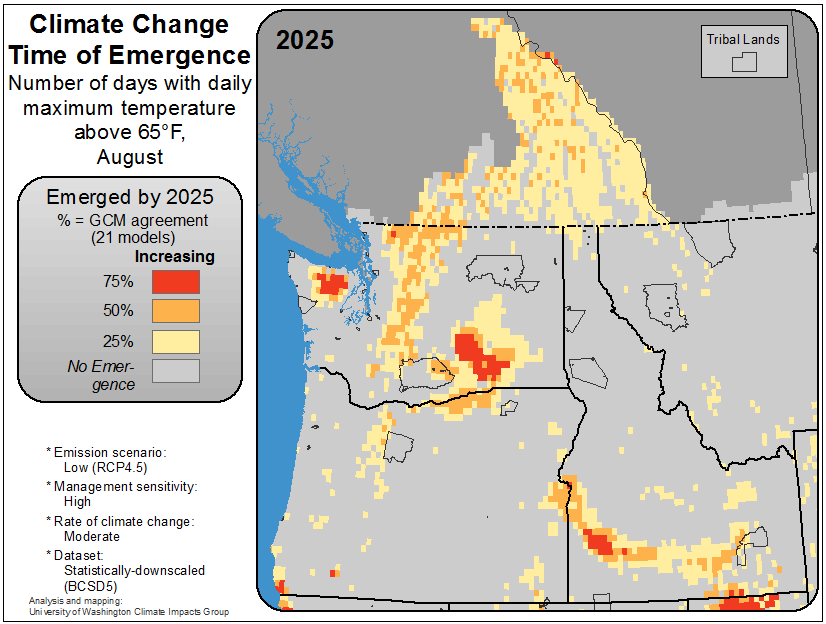 Climate Change
Time of Emergence
Number of days with daily
maximum temperature
above 65°F,
August
Emerged by 2025
% = GCM agreement
(21 models)
Increasing
75%
50%
25%
No Emer-
gence
* Emission scenario:
Low (RCP4.5)
* Management sensitivity:
High
* Rate of climate change:
Moderate
* Dataset:
Statistically-downscaled
(BCSD5)
Analysis and mapping:
University of Washington Climate Impacts Group
2025
Tribal Lands